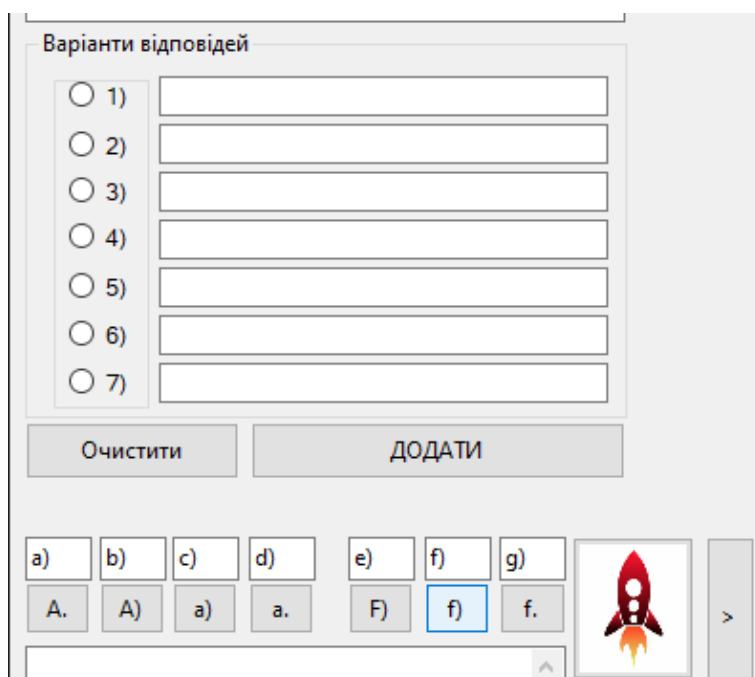 Варіанти відповідей
1)
2)
3)
4)
5)
6)
7)
Очистити ДОДАТИ
a) b) c) d) e) f) g)
A. A) a) a. F) f) f. >